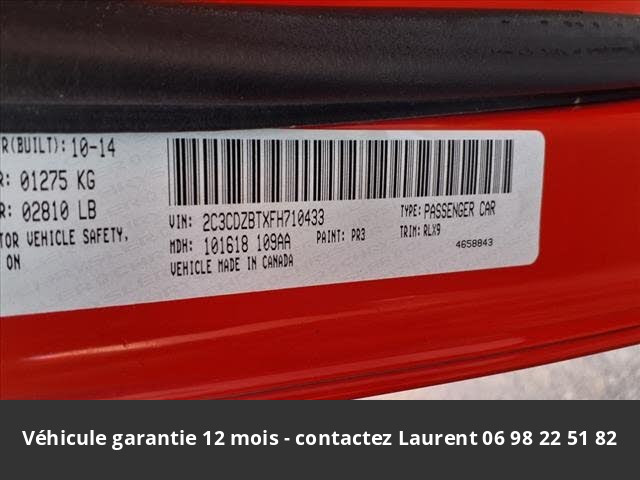 R(BUILT): 10-14
R: 01275 KG
R: 02810 LB
TOR VEHICLE SAFETY,
ON
VIN: 2C3CDZBTXFH710433
TYPE: PASSENGER CAR
MDH: 101618 109AA
PAINT: PR3
TRIM: RLX9
VEHICLE MADE IN CANADA
4658843
Véhicule garantie 12 mois - contactez Laurent 06 98 22 51 82